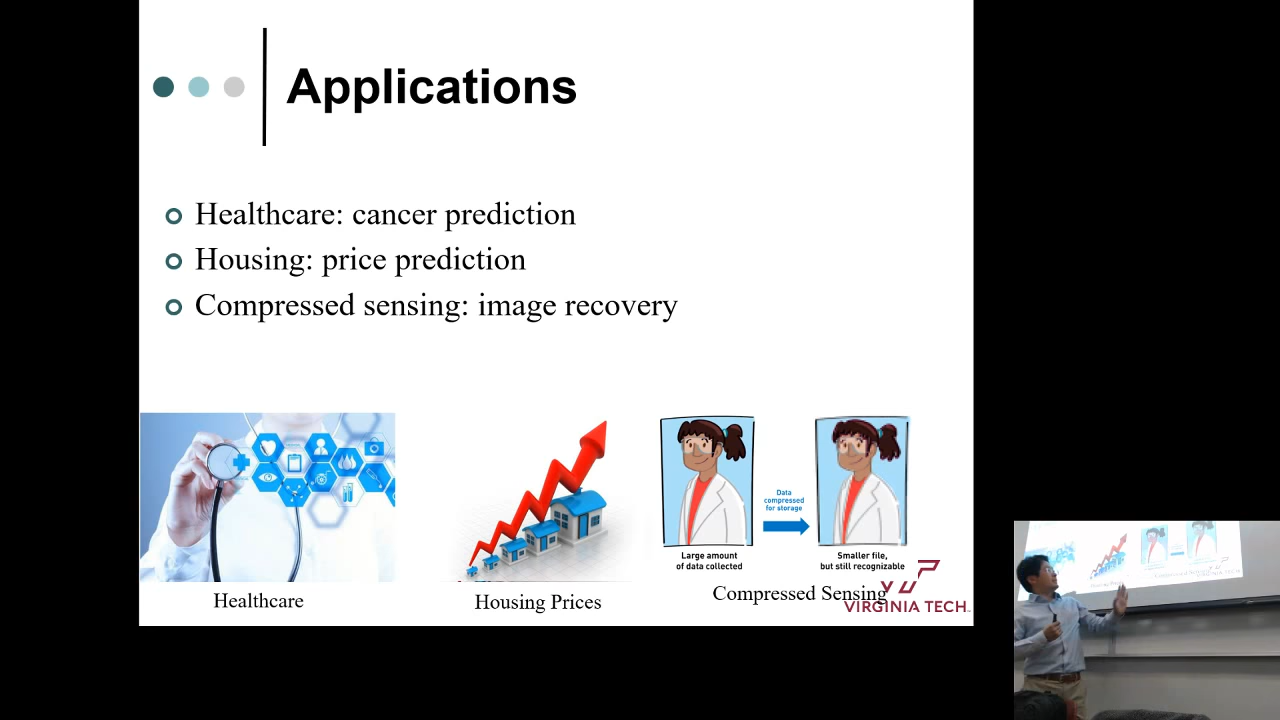 Applications
Healthcare: cancer prediction
Housing: price prediction
Compressed sensing: image recovery
Data
compressed
for storage
Large amount
of data collected
Smaller file,
but still recognizable
Healthcare
Housing Prices
Compressed Sensing
VIRGINIA TECH